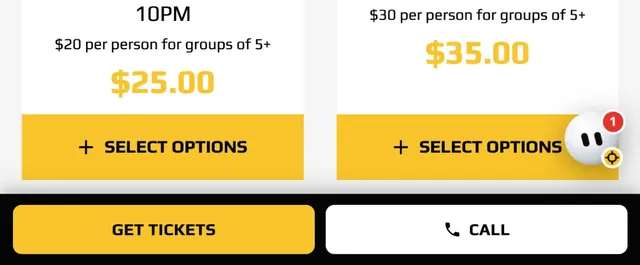 10PM
$20 per person for groups of 5+
$25.00
+ SELECT OPTIONS
$30 per person for groups of 5+
$35.00
+ SELECT OPTIONS
1
GET TICKETS
CALL